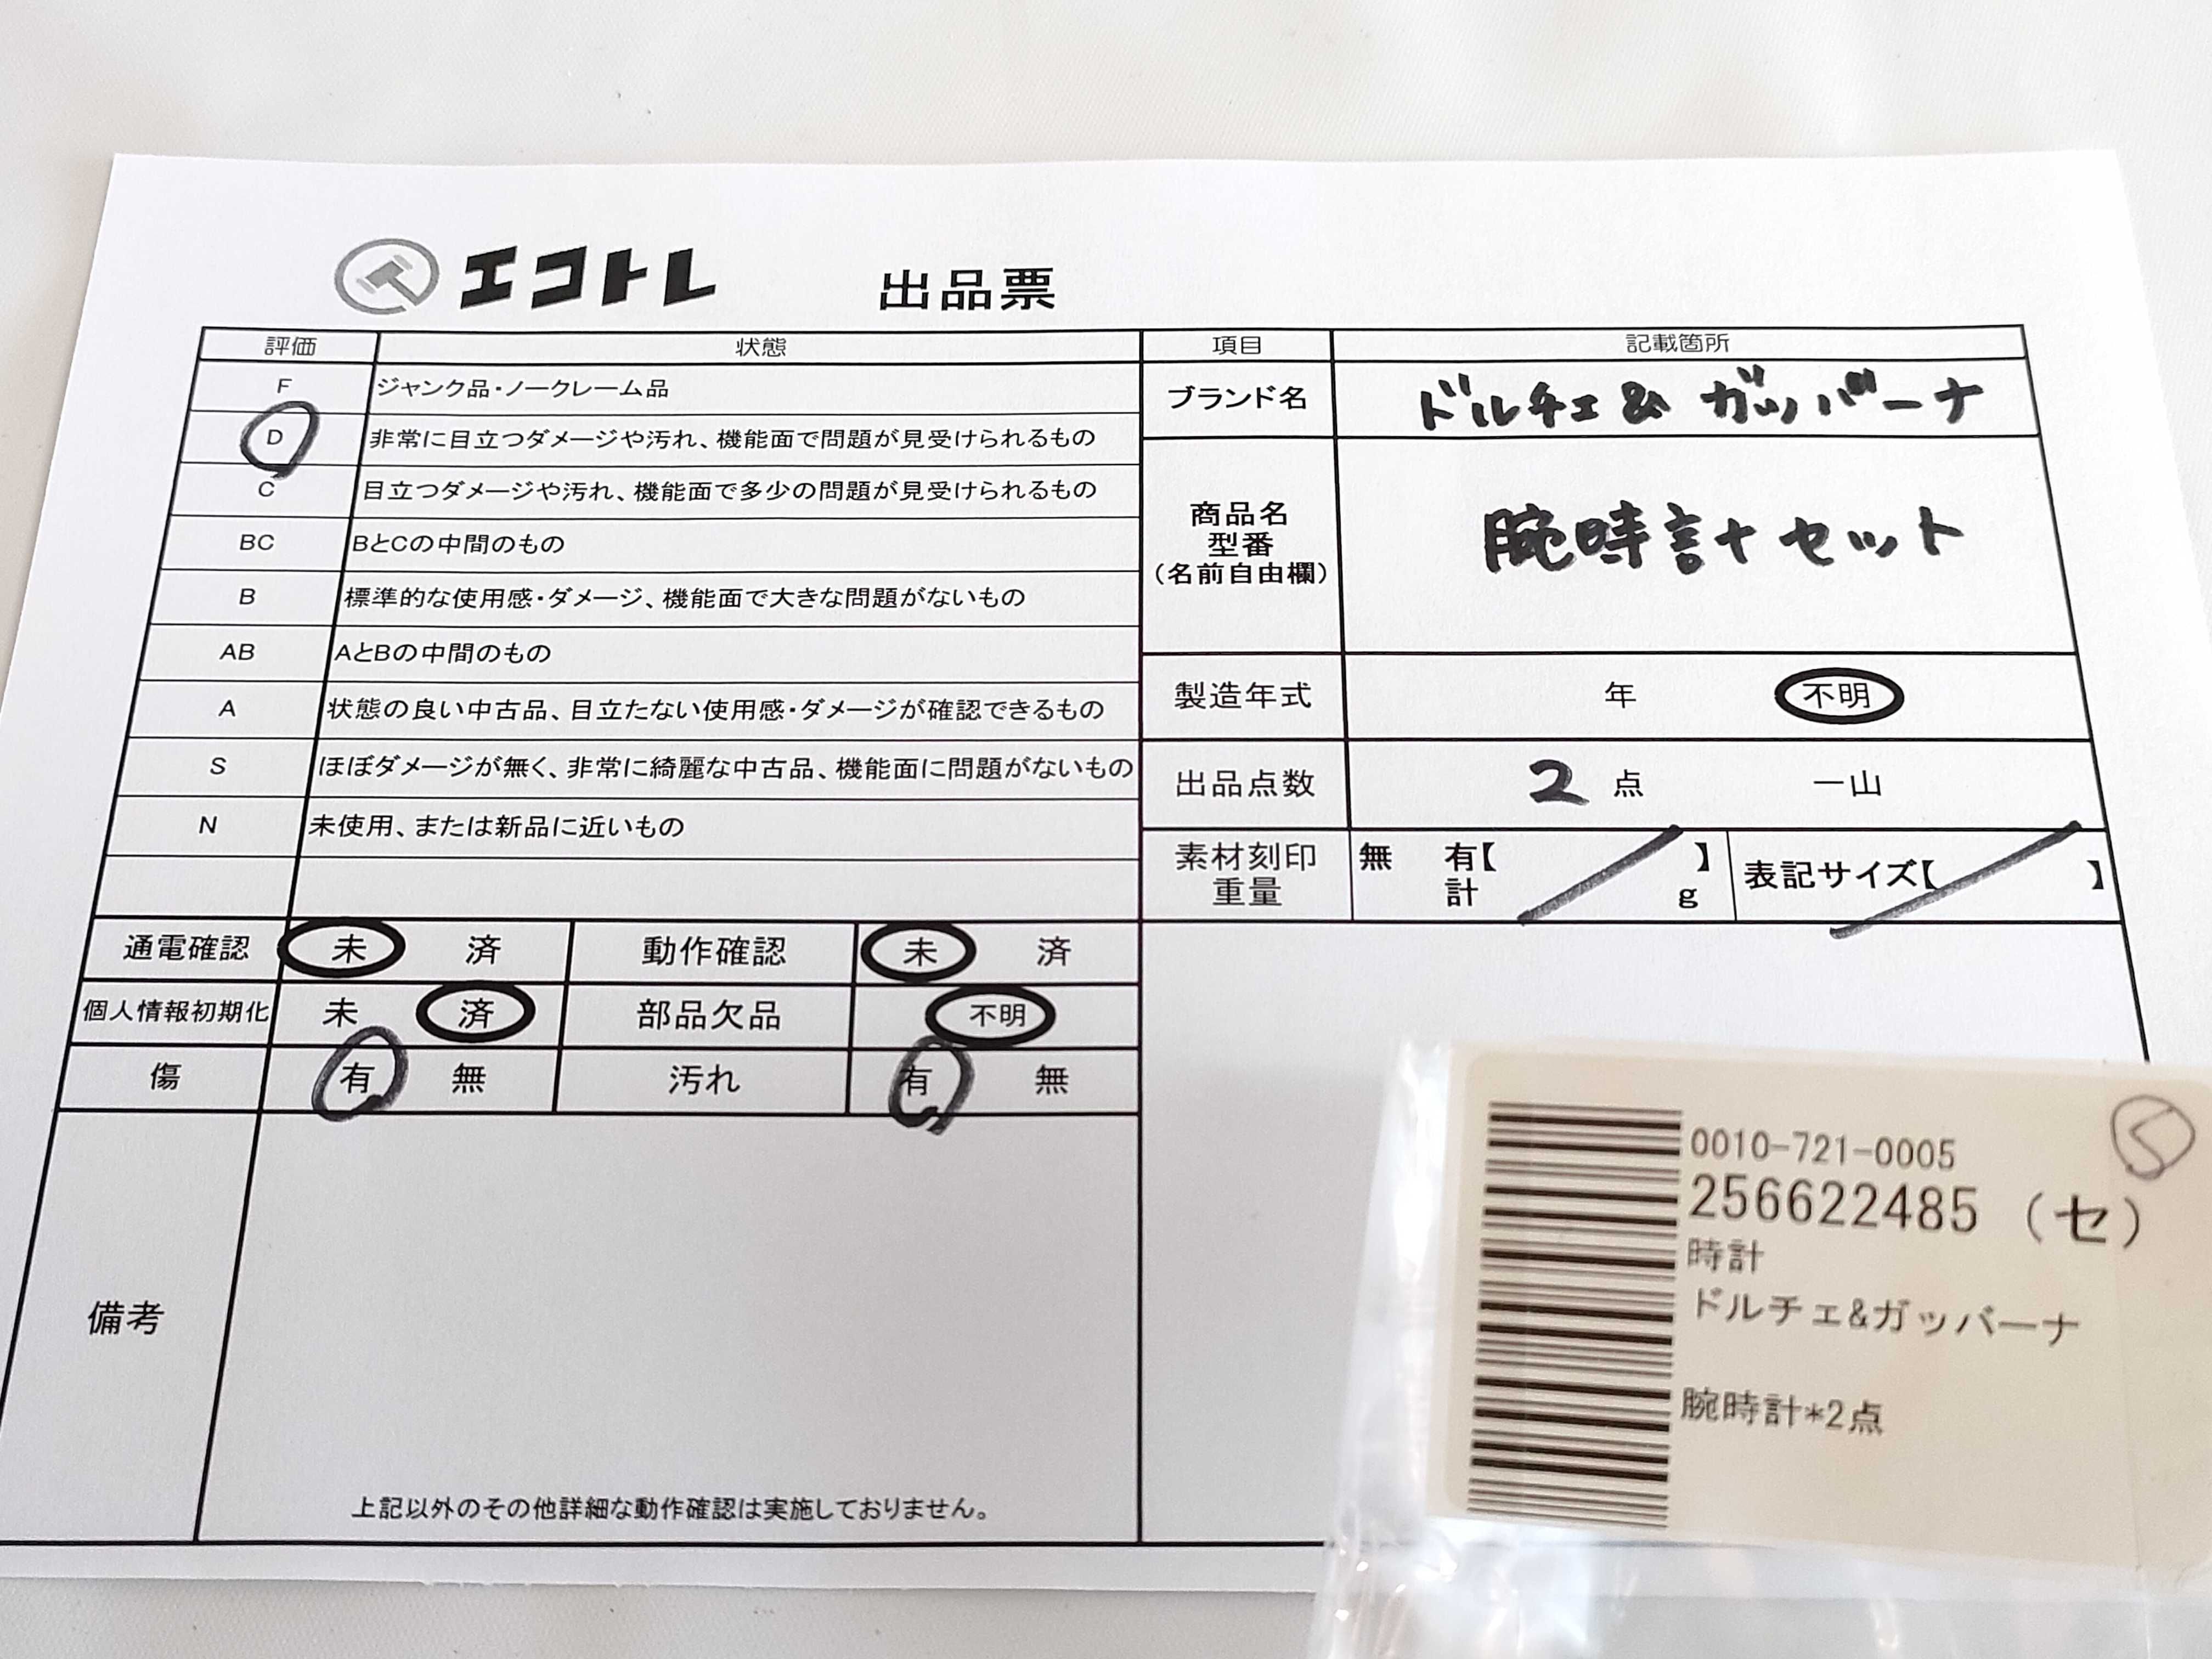 エコトレ 出品票
評価 状態 項目 記載箇所
F ジャンク品・ノークレーム品
D 非常に目立つダメージや汚れ、機能面で問題が見受けられるもの
C 目立つダメージや汚れ、機能面で多少の問題が見受けられるもの
BC BとCの中間のもの
B 標準的な使用感・ダメージ、機能面で大きな問題がないもの
AB AとBの中間のもの
A 状態の良い中古品、目立たない使用感・ダメージが確認できるもの
S ほぼダメージが無く、非常に綺麗な中古品、機能面に問題がないもの
N 未使用、または新品に近いもの
ブランド名 ドルチェ&ガッバーナ
商品名
型番
(名前自由欄)
腕時計セット
製造年式 年 不明
出品点数 2 点 一山
素材刻印
重量
無 有【 】
計 g
表記サイズ【 】
通電確認 未 済 動作確認 未 済
個人情報初期化 未 済 部品欠品 不明
傷 有 無 汚れ 有 無
備考
上記以外のその他詳細な動作確認は実施しておりません。
0010-721-0005
256622485 (セ)
時計
ドルチェ&ガッバーナ
腕時計*2点